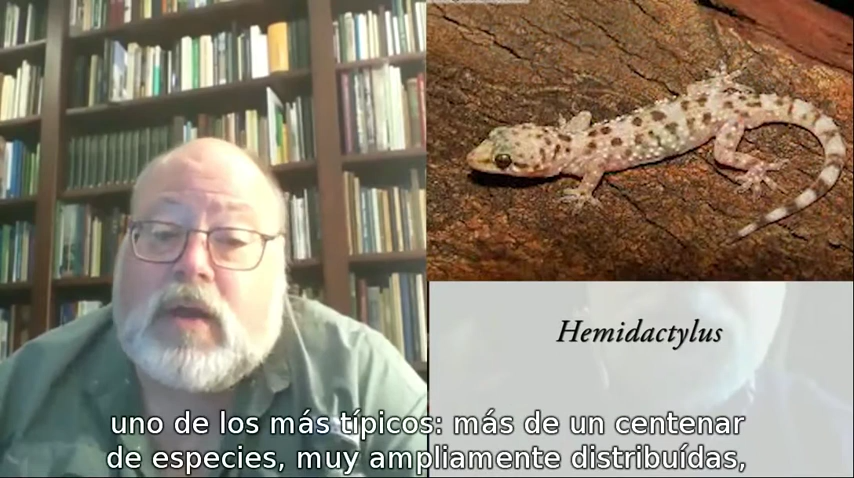 Hemidactylus
uno de los más típicos: más de un centenar
de especies, muy ampliamente distribuídas,